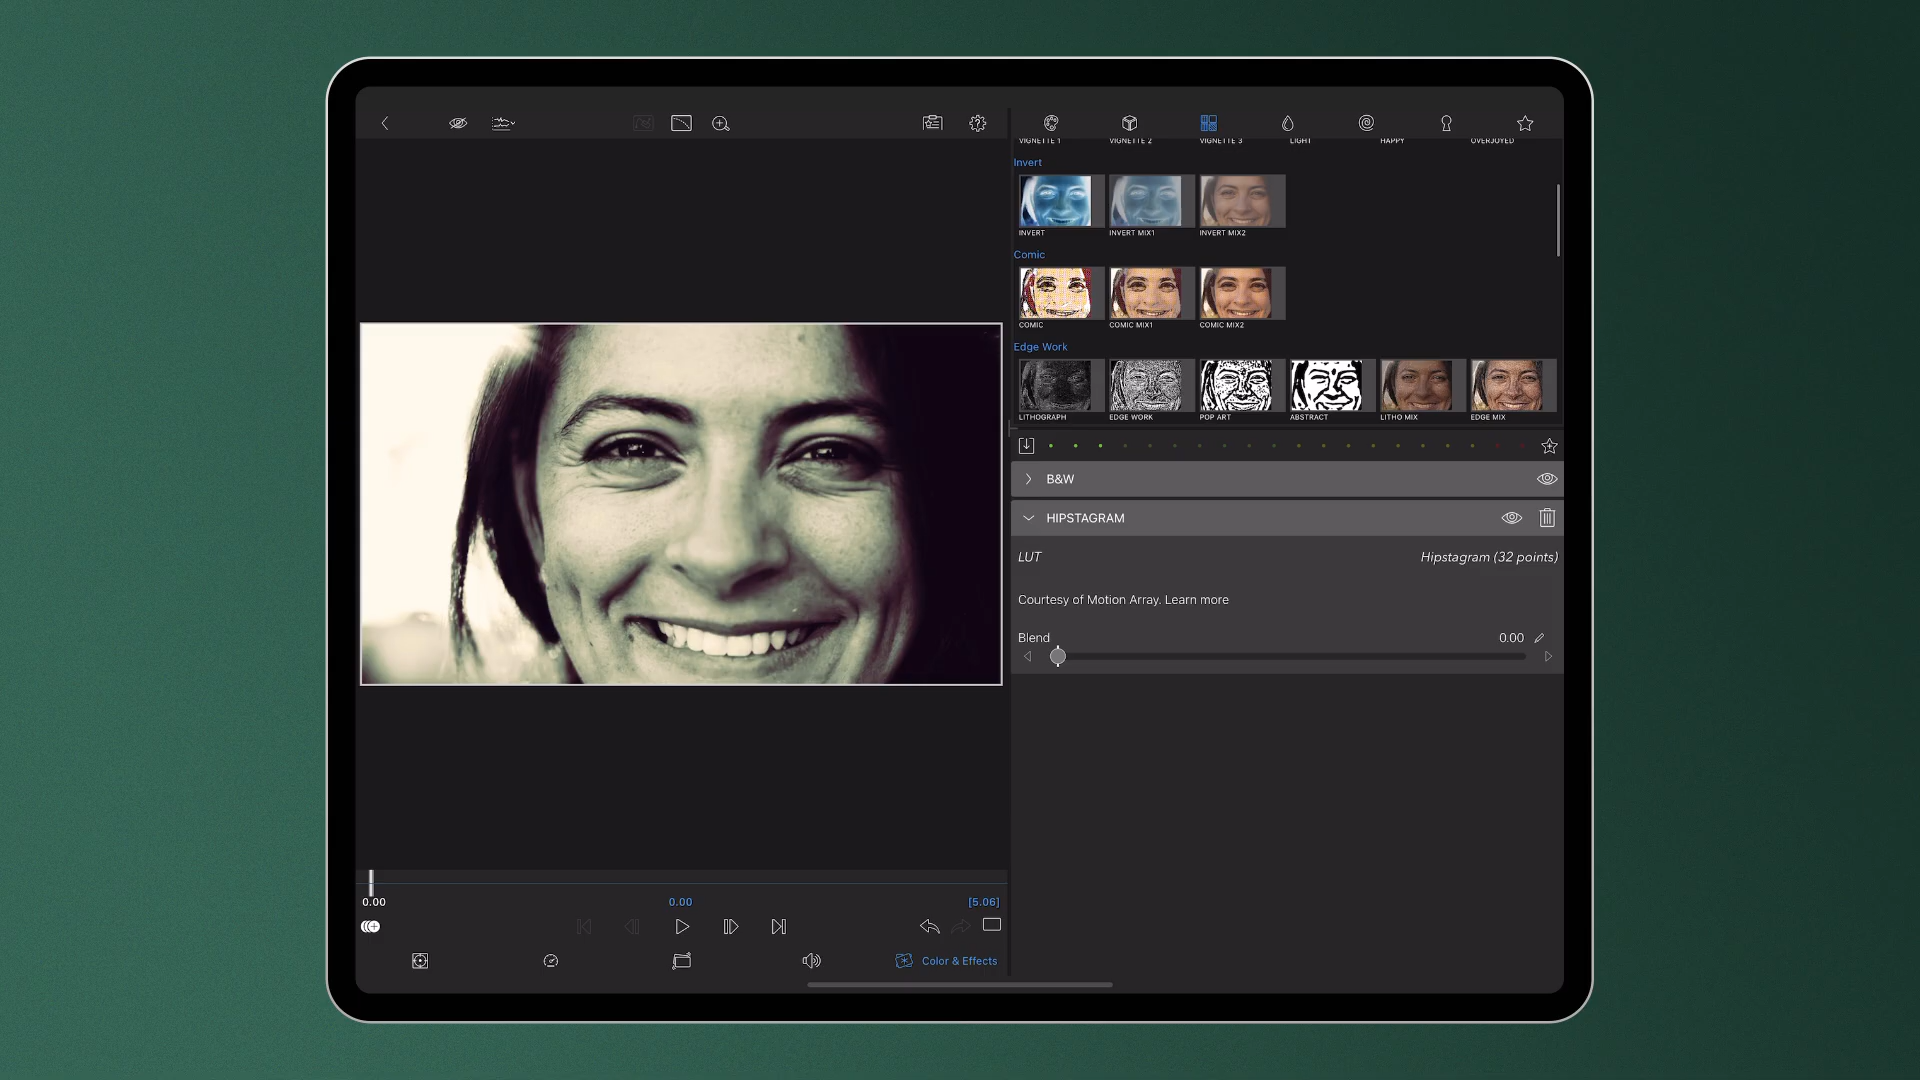 VIGNETTE 1 VIGNETTE 2 VIGNETTE 3 LIGHT HAPPY OVERJOYED
Invert
INVERT INVERT MIX1 INVERT MIX2
Comic
COMIC COMIC MIX1 COMIC MIX2
Edge Work
LITHOGRAPH EDGE WORK POP ART ABSTRACT LITHO MIX EDGE MIX
B&W
HIPSTAGRAM
LUT Hipstagram (32 points)
Courtesy of Motion Array. Learn more
Blend 0.00
0.00 0.00 [5.06]
Color & Effects